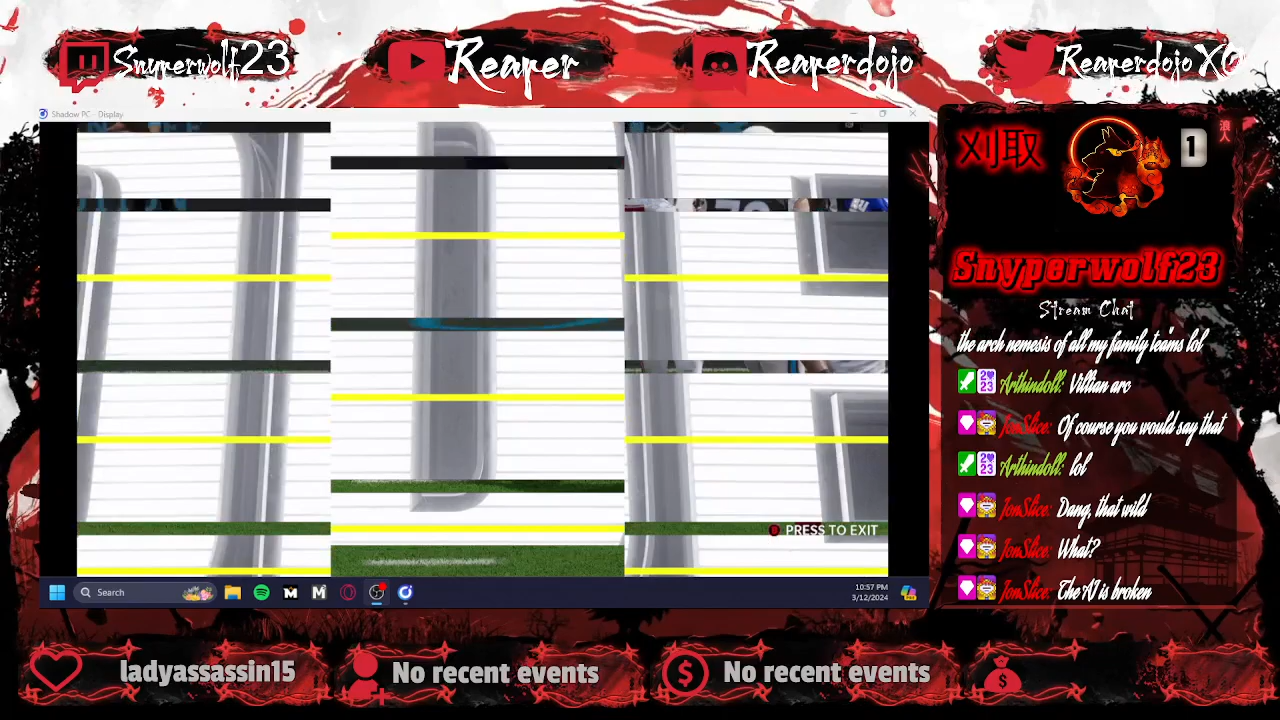 Snyperwolf23
Reaper
Reaperdojo
Reaperdojo X
Shadow PC - Display
刈取
1
浪人
Snyperwolf23
Stream Chat
the arch nemesis of all my family teams lol
Arthindoll: Villian arc
JonSlice: Of course you would say that
Arthindoll: lol
JonSlice: Dang, that wild
JonSlice: What?
JonSlice: The AI is broken
PRESS TO EXIT
Search
10:57 PM
3/12/2024
ladyassassin15
No recent events
No recent events